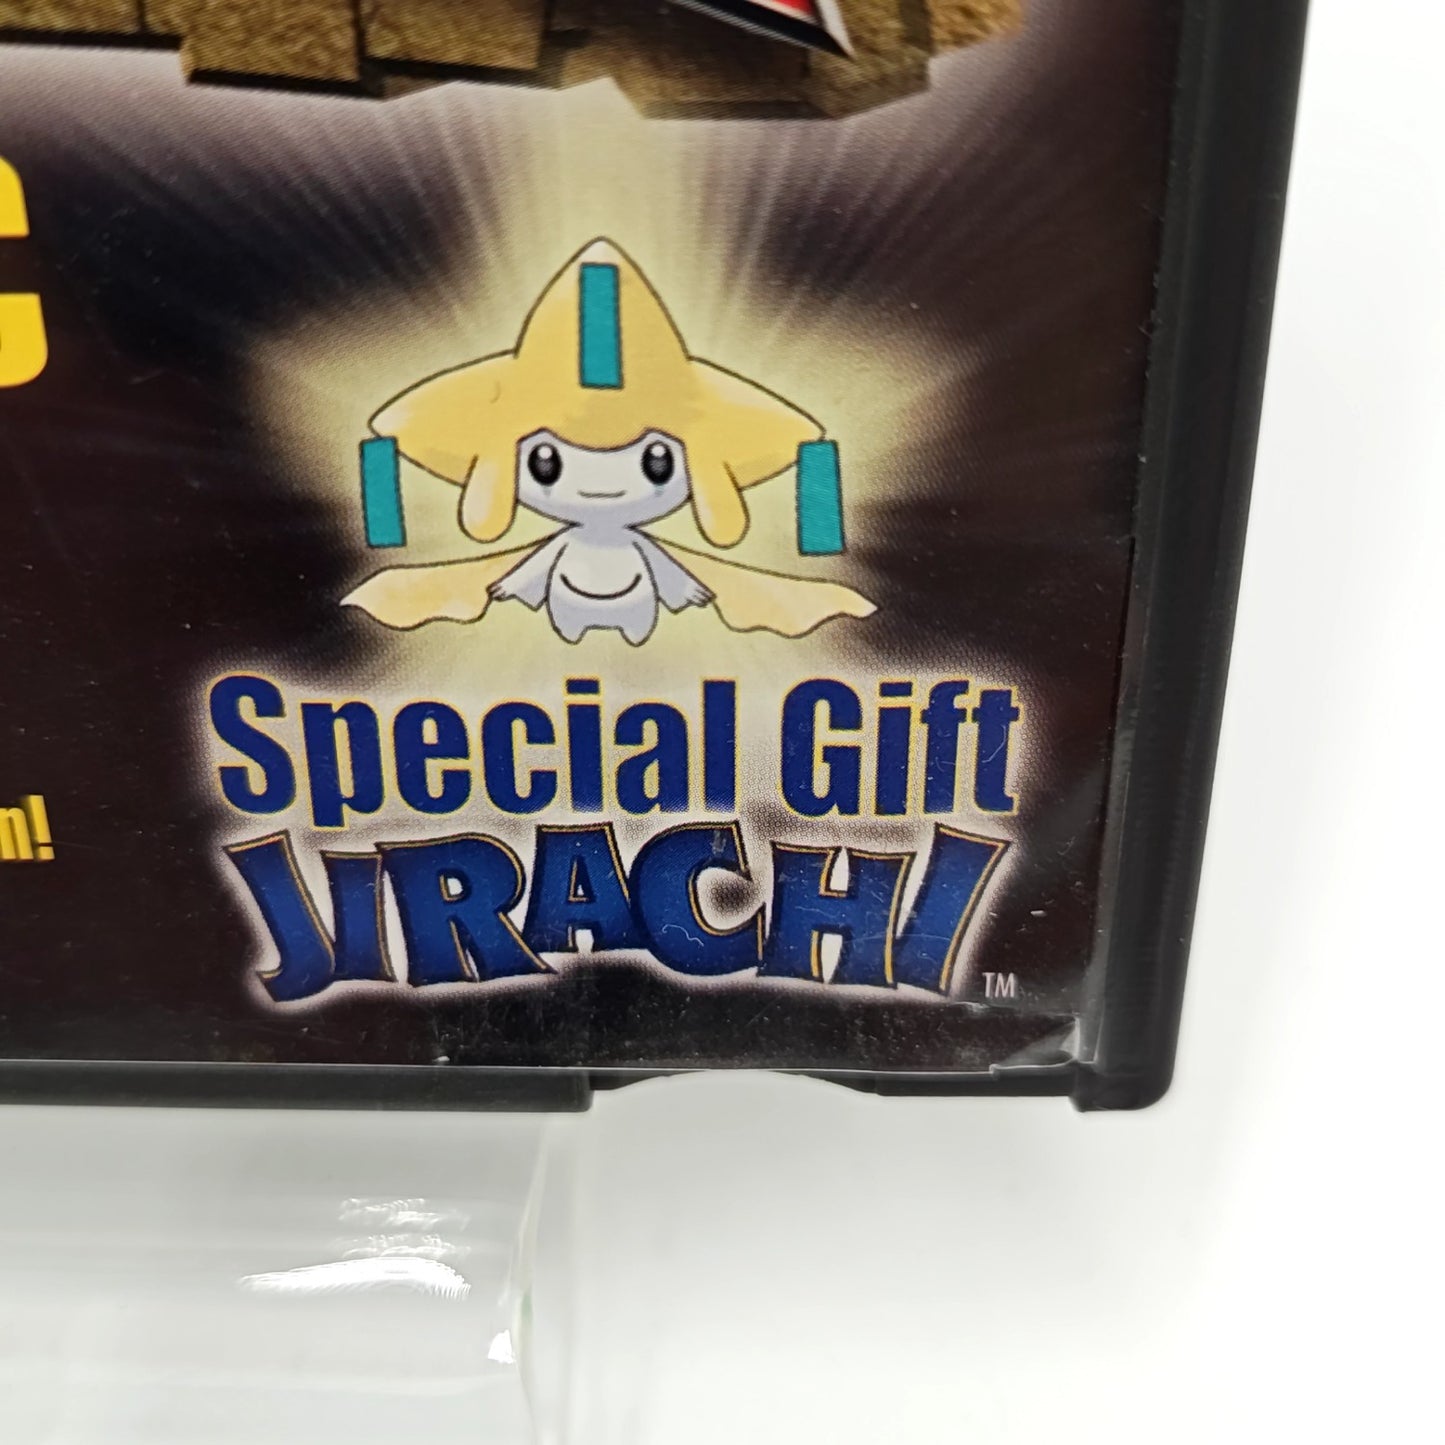 Special Gift
JIRACHI
TM